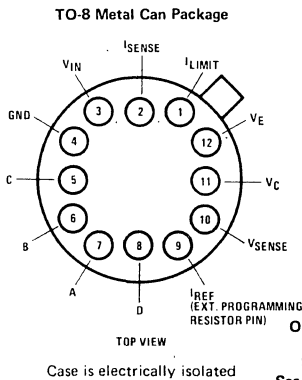 TO-8 Metal Can Package
ISENSE
VIN
ILIMIT
GND
VE
3
2
1
4
12
C
5
11
VC
6
10
B
7
8
9
VSENSE
A
D
IREF
(EXT. PROGRAMMING
RESISTOR PIN)
O
TOP VIEW
Case is electrically isolated